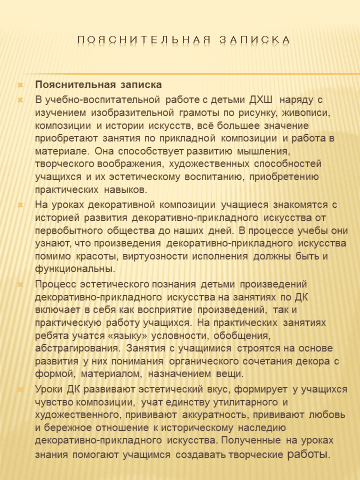 ПОЯСНИТЕЛЬНАЯ ЗАПИСКА
Пояснительная записка
В учебно-воспитательной работе с детьми ДХШ наряду с
изучением изобразительной грамоты по рисунку, живописи,
композиции и истории искусств, всё большее значение
приобретают занятия по прикладной композиции и работа в
материале. Она способствует развитию мышления,
творческого воображения, художественных способностей
учащихся и их эстетическому воспитанию, приобретению
практических навыков.
На уроках декоративной композиции учащиеся знакомятся с
историей развития декоративно-прикладного искусства от
первобытного общества до наших дней. В процессе учебы они
узнают, что произведения декоративно-прикладного искусства
помимо красоты, виртуозности исполнения должны быть и
функциональны.
Процесс эстетического познания детьми произведений
декоративно-прикладного искусства на занятиях по ДК
включает в себя как восприятие произведений, так и
практическую работу учащихся. На практических занятиях
ребята учатся «языку» условности, обобщения,
абстрагирования. Занятия с учащимися строятся на основе
развития у них понимания органического сочетания декора с
формой, материалом, назначением вещи.
Уроки ДК развивают эстетический вкус, формирует у учащихся
чувство композиции, учат единству утилитарного и
художественного, прививают аккуратность, прививают любовь
и бережное отношение к историческому наследию
декоративно-прикладного искусства. Полученные на уроках
знания помогают учащимся создавать творческие работы.